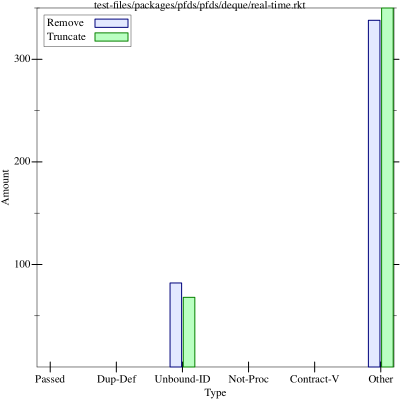 test-files/packages/pfds/pfds/deque/real-time.rkt
Remove
Truncate
300
200
100
Amount
Passed Dup-Def Unbound-ID Not-Proc Contract-V Other
Type